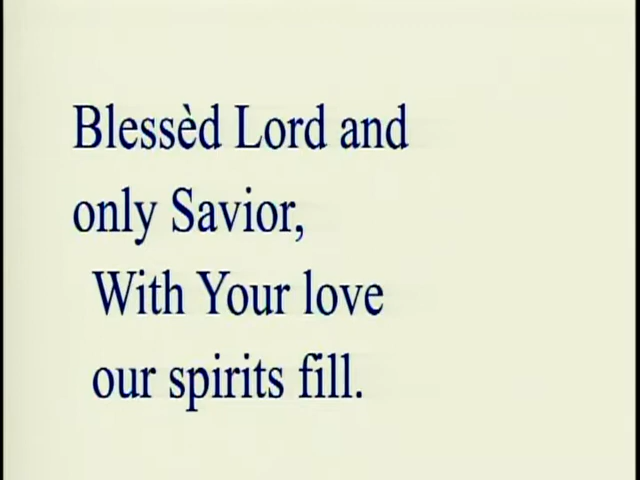 Blessèd Lord and
only Savior,
With Your love
our spirits fill.